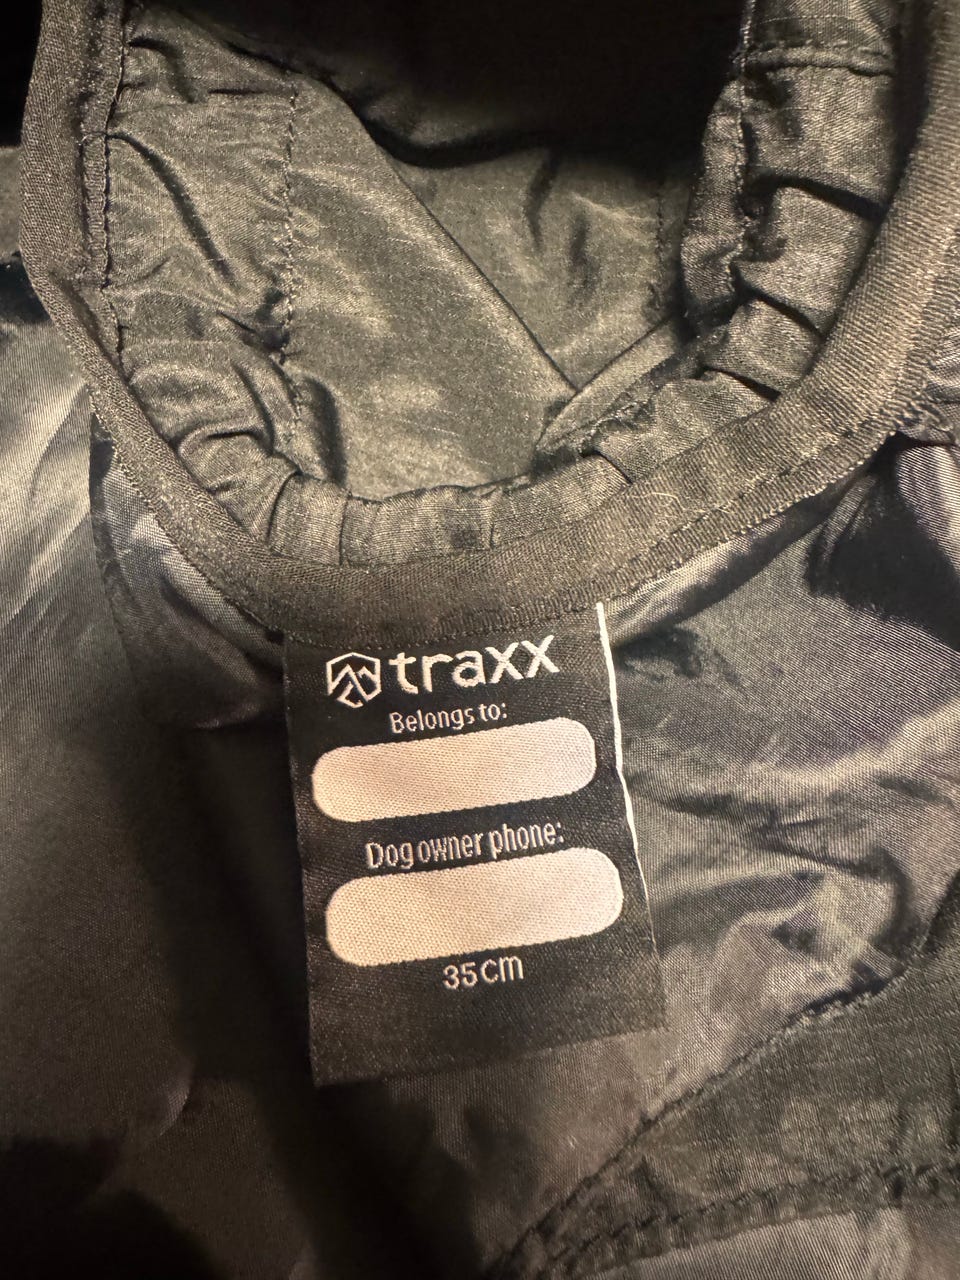 traxx
Belongs to:
Dog owner phone:
35cm